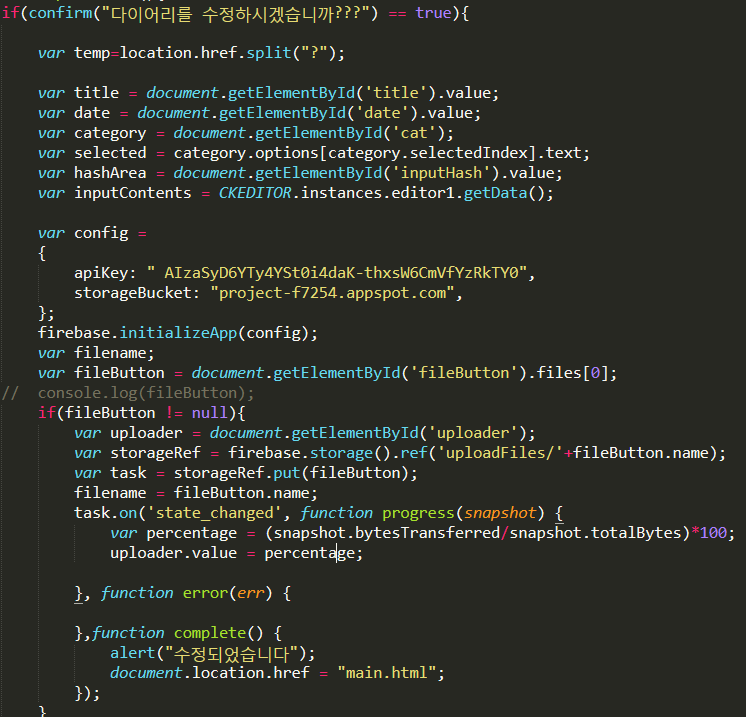 if(confirm("다이어리를 수정하시겠습니까???") == true){
var temp=location.href.split("?");
var title = document.getElementById('title').value;
var date = document.getElementById('date').value;
var category = document.getElementById('cat');
var selected = category.options[category.selectedIndex].text;
var hashArea = document.getElementById('inputHash').value;
var inputContents = CKEDITOR.instances.editor1.getData();
var config =
{
apiKey: " AIzaSyD6YTy4YSt0i4daK-thxsW6CmVfYzRkTY0",
storageBucket: "project-f7254.appspot.com",
};
firebase.initializeApp(config);
var filename;
var fileButton = document.getElementById('fileButton').files[0];
// console.log(fileButton);
if(fileButton != null){
var uploader = document.getElementById('uploader');
var storageRef = firebase.storage().ref('uploadFiles/'+fileButton.name);
var task = storageRef.put(fileButton);
filename = fileButton.name;
task.on('state_changed', function progress(snapshot) {
var percentage = (snapshot.bytesTransferred/snapshot.totalBytes)*100;
uploader.value = percentage;
}, function error(err) {
},function complete() {
alert("수정되었습니다");
document.location.href = "main.html";
});
}